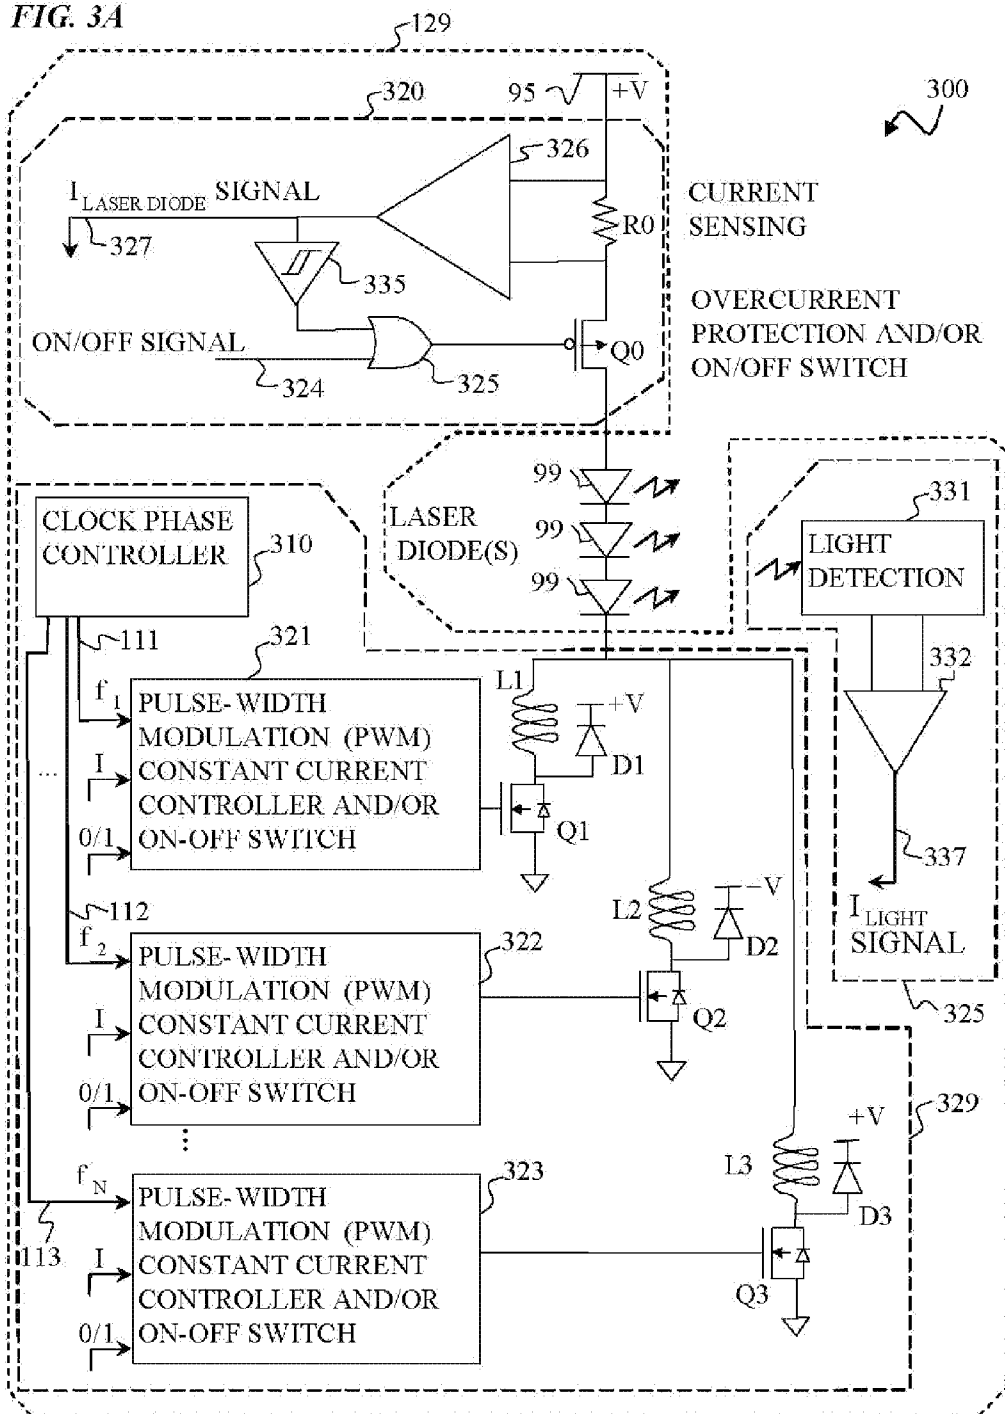 FIG. 3A
129
320
95
+V
300
326
I LASER DIODE SIGNAL
CURRENT
SENSING
R0
327
335
OVERCURRENT
PROTECTION AND/OR
ON/OFF SWITCH
ON/OFF SIGNAL
Q0
324
325
99
331
CLOCK PHASE
CONTROLLER
310
LASER
DIODE(S)
99
LIGHT
DETECTION
99
111
321
332
L1
f1
PULSE-WIDTH
MODULATION (PWM)
CONSTANT CURRENT
CONTROLLER AND/OR
ON-OFF SWITCH
+V
D1
I
...
0/1
Q1
337
112
L2
−V
I LIGHT
SIGNAL
f2
322
D2
PULSE-WIDTH
MODULATION (PWM)
CONSTANT CURRENT
CONTROLLER AND/OR
ON-OFF SWITCH
I
Q2
325
0/1
329
...
+V
L3
fN
323
D3
PULSE-WIDTH
MODULATION (PWM)
CONSTANT CURRENT
CONTROLLER AND/OR
ON-OFF SWITCH
113
I
Q3
0/1